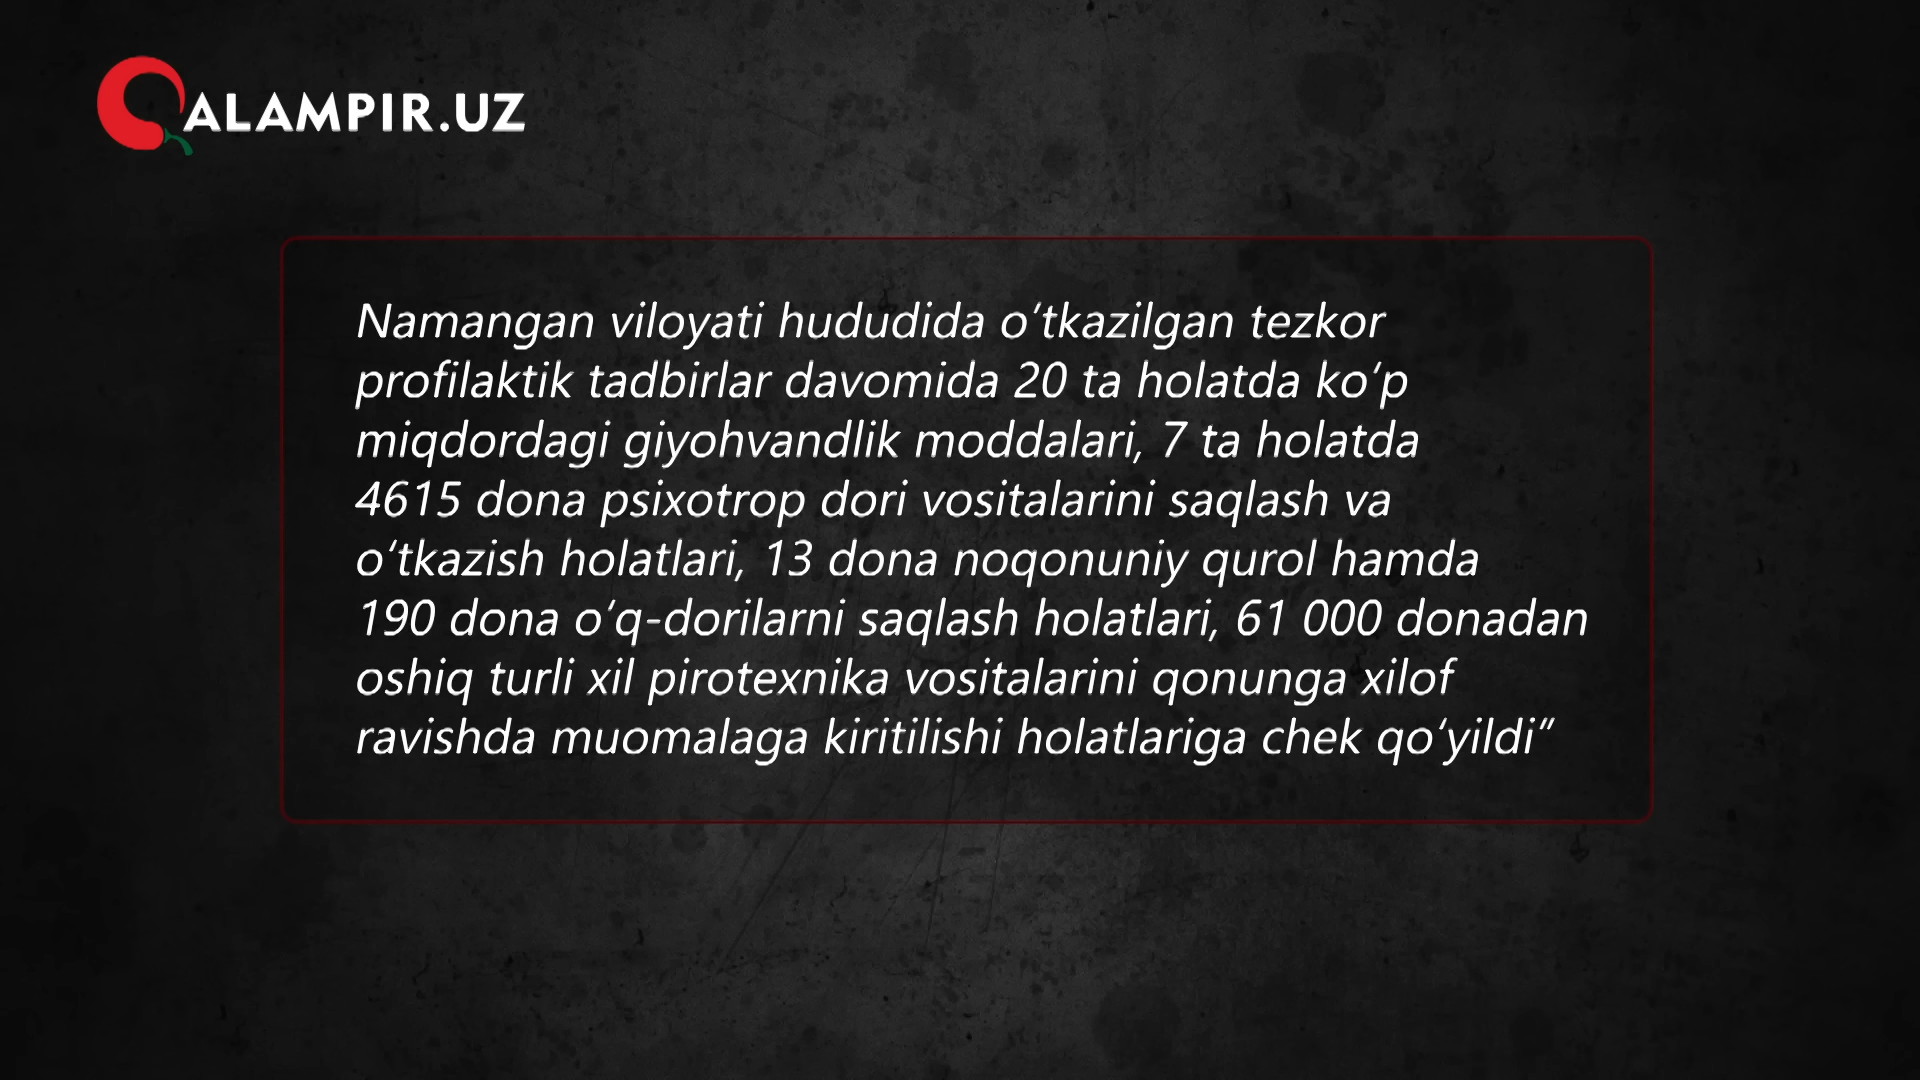 QALAMPIR.UZ
Namangan viloyati hududida o‘tkazilgan tezkor
profilaktik tadbirlar davomida 20 ta holatda ko‘p
miqdordagi giyohvandlik moddalari, 7 ta holatda
4615 dona psixotrop dori vositalarini saqlash va
o‘tkazish holatlari, 13 dona noqonuniy qurol hamda
190 dona o‘q-dorilarni saqlash holatlari, 61 000 donadan
oshiq turli xil pirotexnika vositalarini qonunga xilof
ravishda muomalaga kiritilishi holatlariga chek qo‘yildi”